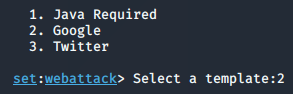 1. Java Required
2. Google
3. Twitter
set:webattack> Select a template:2